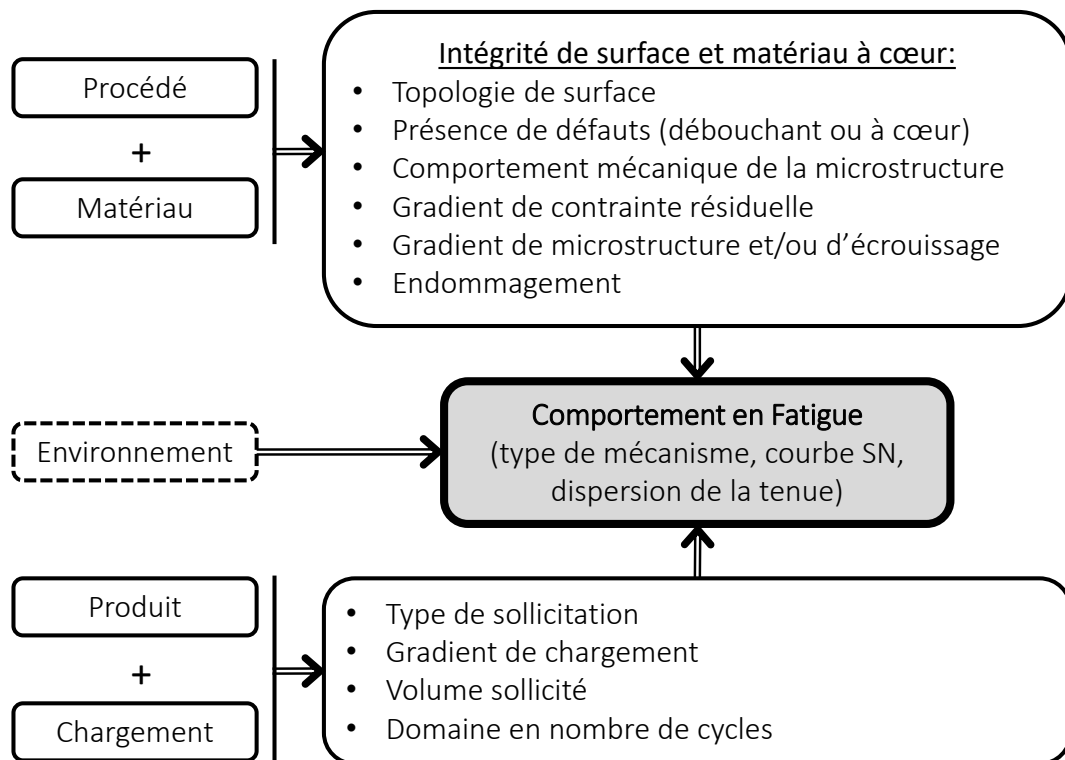 Procédé
+
Matériau
Intégrité de surface et matériau à cœur:
• Topologie de surface
• Présence de défauts (débouchant ou à cœur)
• Comportement mécanique de la microstructure
• Gradient de contrainte résiduelle
• Gradient de microstructure et/ou d’écrouissage
• Endommagement
Environnement
Comportement en Fatigue
(type de mécanisme, courbe SN,
dispersion de la tenue)
Produit
+
Chargement
• Type de sollicitation
• Gradient de chargement
• Volume sollicité
• Domaine en nombre de cycles